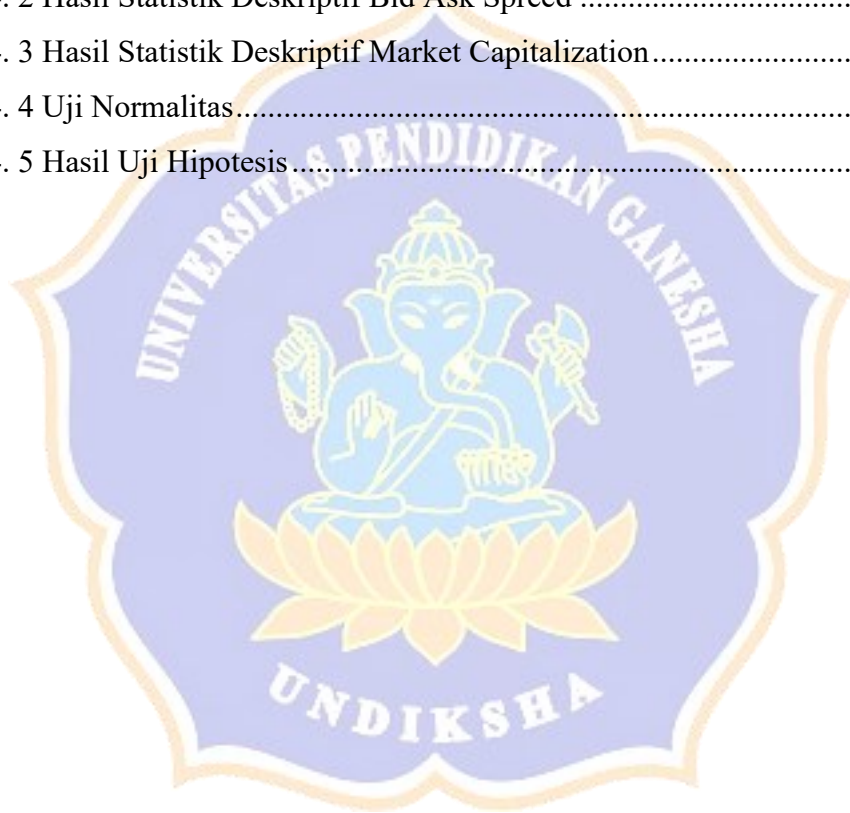 . 2 Hasil Statistik Deskriptif Bid Ask Spreed ..................................
. 3 Hasil Statistik Deskriptif Market Capitalization.........................
. 4 Uji Normalitas...........................................................................
. 5 Hasil Uji Hipotesis.....................................................................
UNIVERSITAS PENDIDIKAN GANESHA
UNDIKSHA